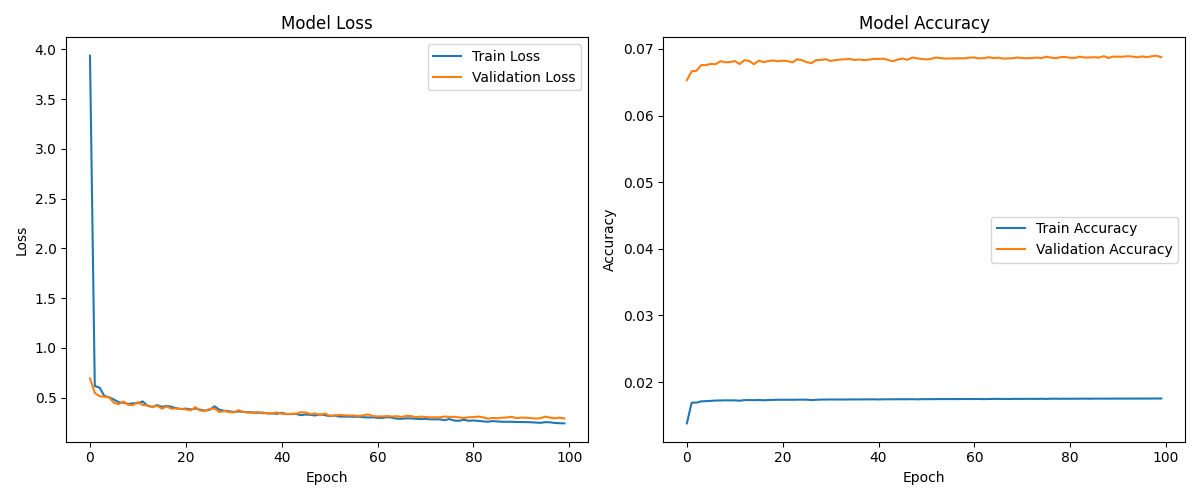 Model Loss
4.0
3.5
3.0
2.5
2.0
1.5
1.0
0.5
Loss
0 20 40 60 80 100
Epoch
Train Loss
Validation Loss
Model Accuracy
0.07
0.06
0.05
0.04
0.03
0.02
Accuracy
0 20 40 60 80 100
Epoch
Train Accuracy
Validation Accuracy